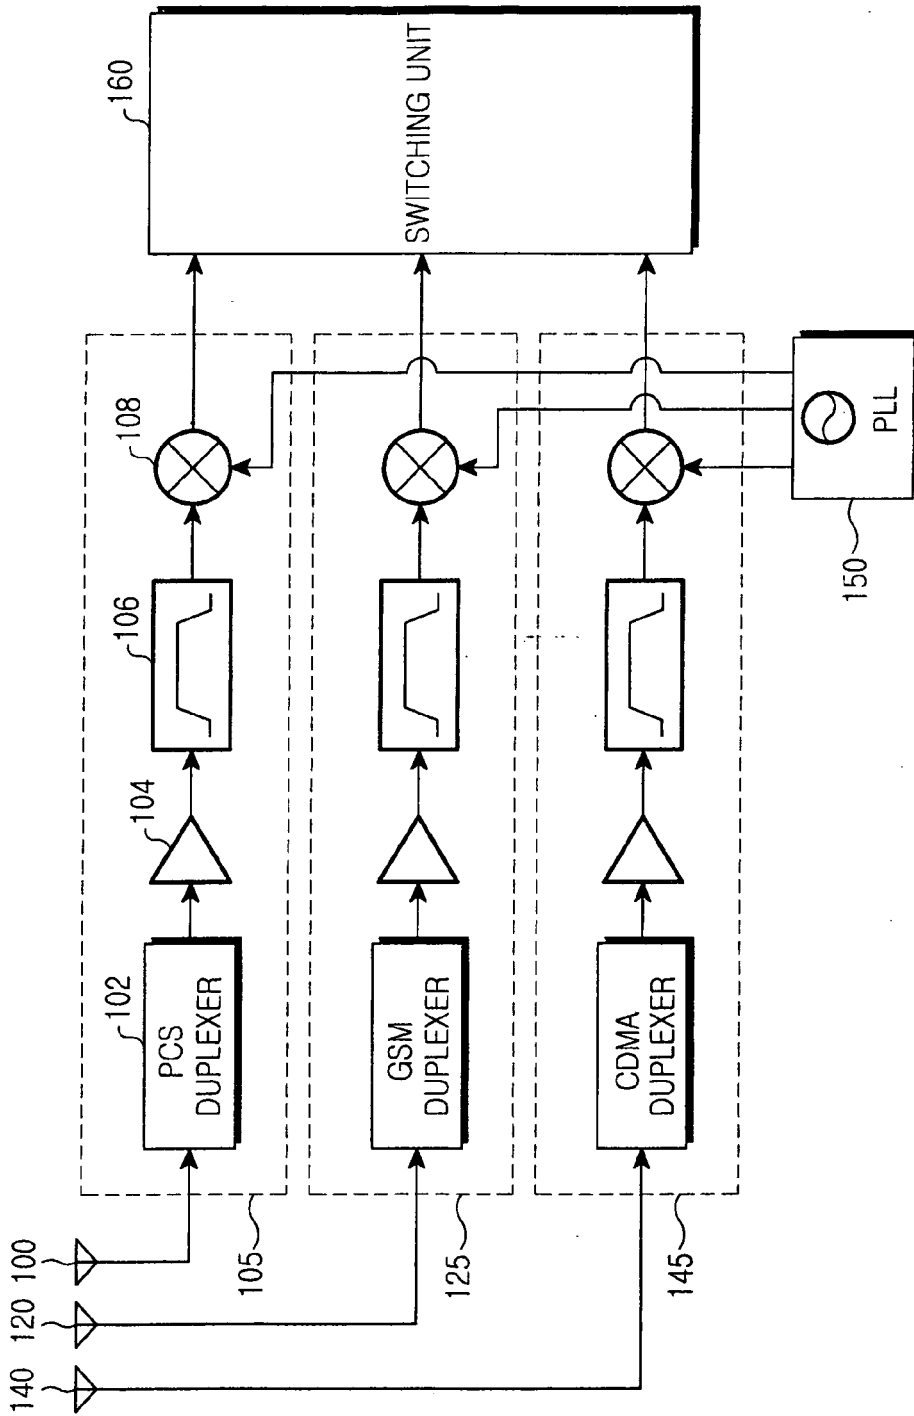 160
SWITCHING UNIT
108
106
104
102
PCS
DUPLEXER
100
105
GSM
DUPLEXER
120
125
CDMA
DUPLEXER
140
145
PLL
150